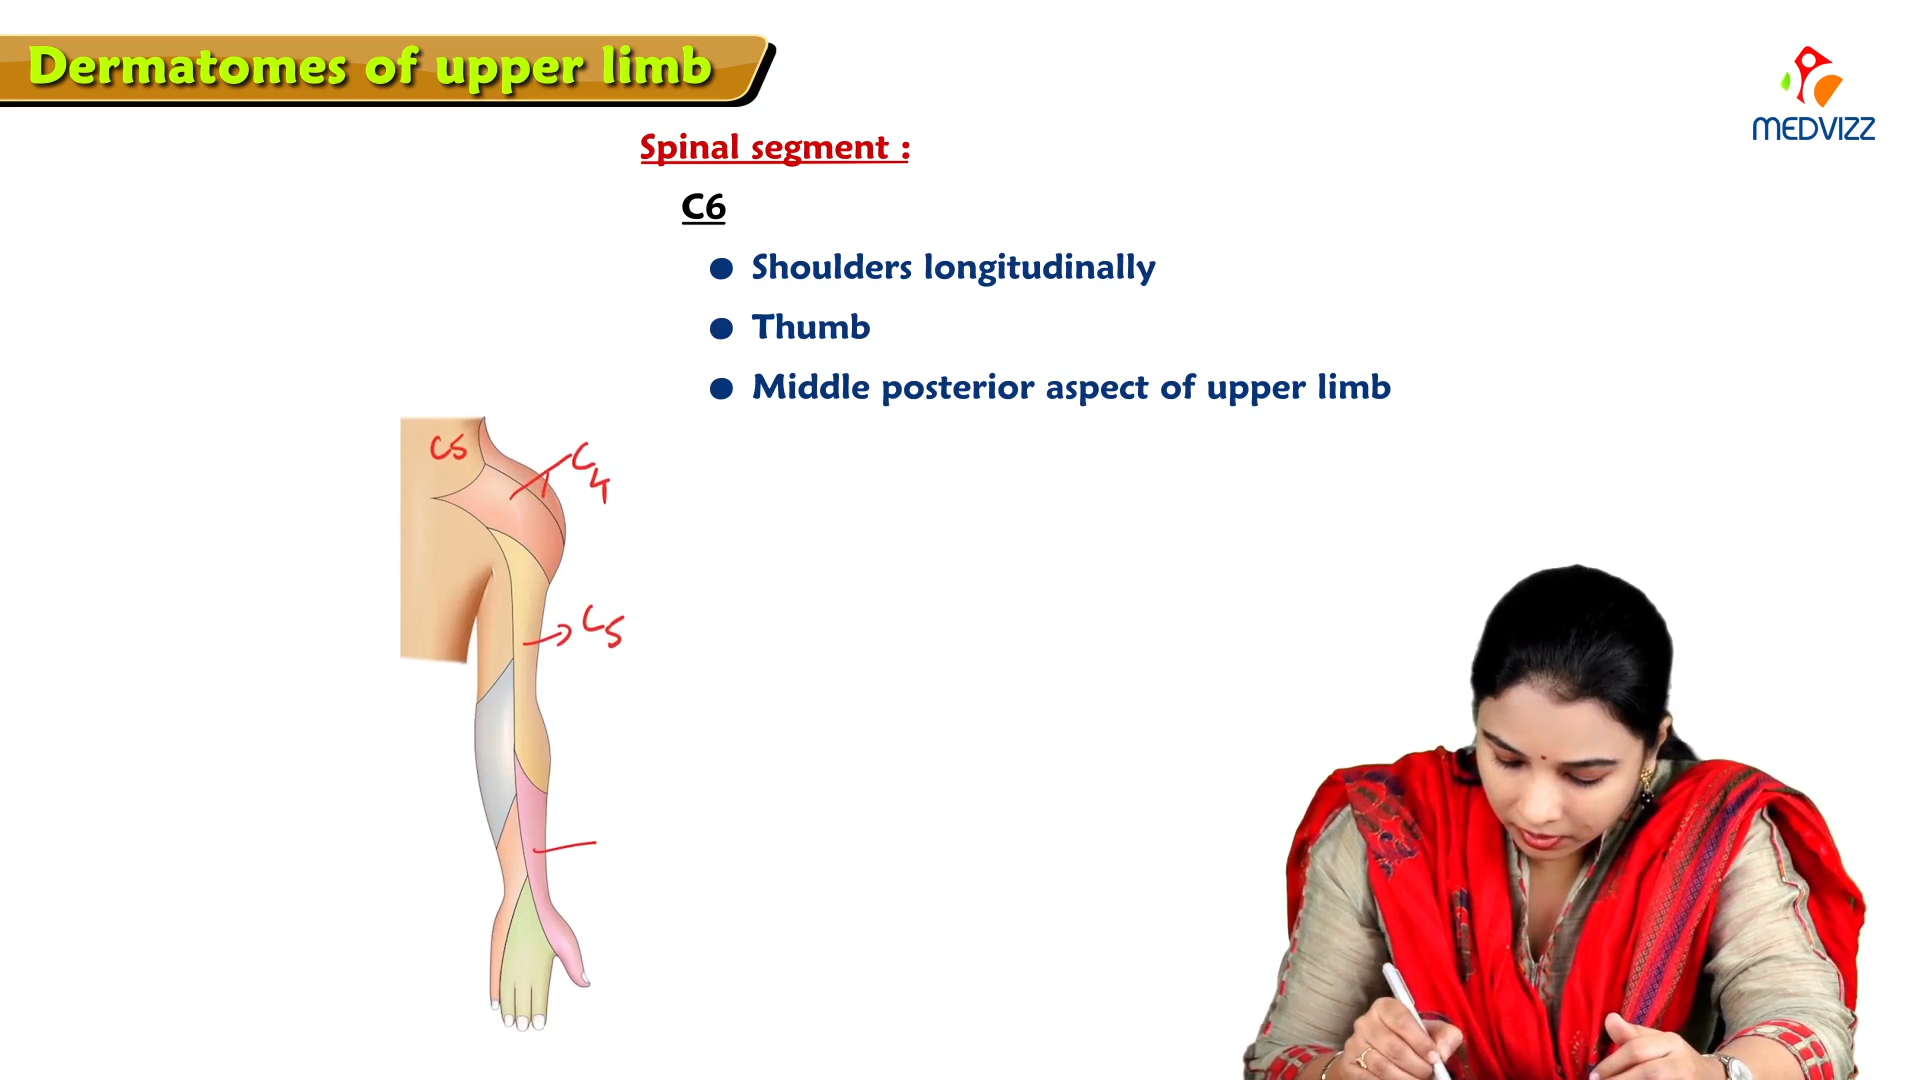 Dermatomes of upper limb
MEDVIZZ
Spinal segment :
C6
● Shoulders longitudinally
● Thumb
● Middle posterior aspect of upper limb
C5
C4
C5